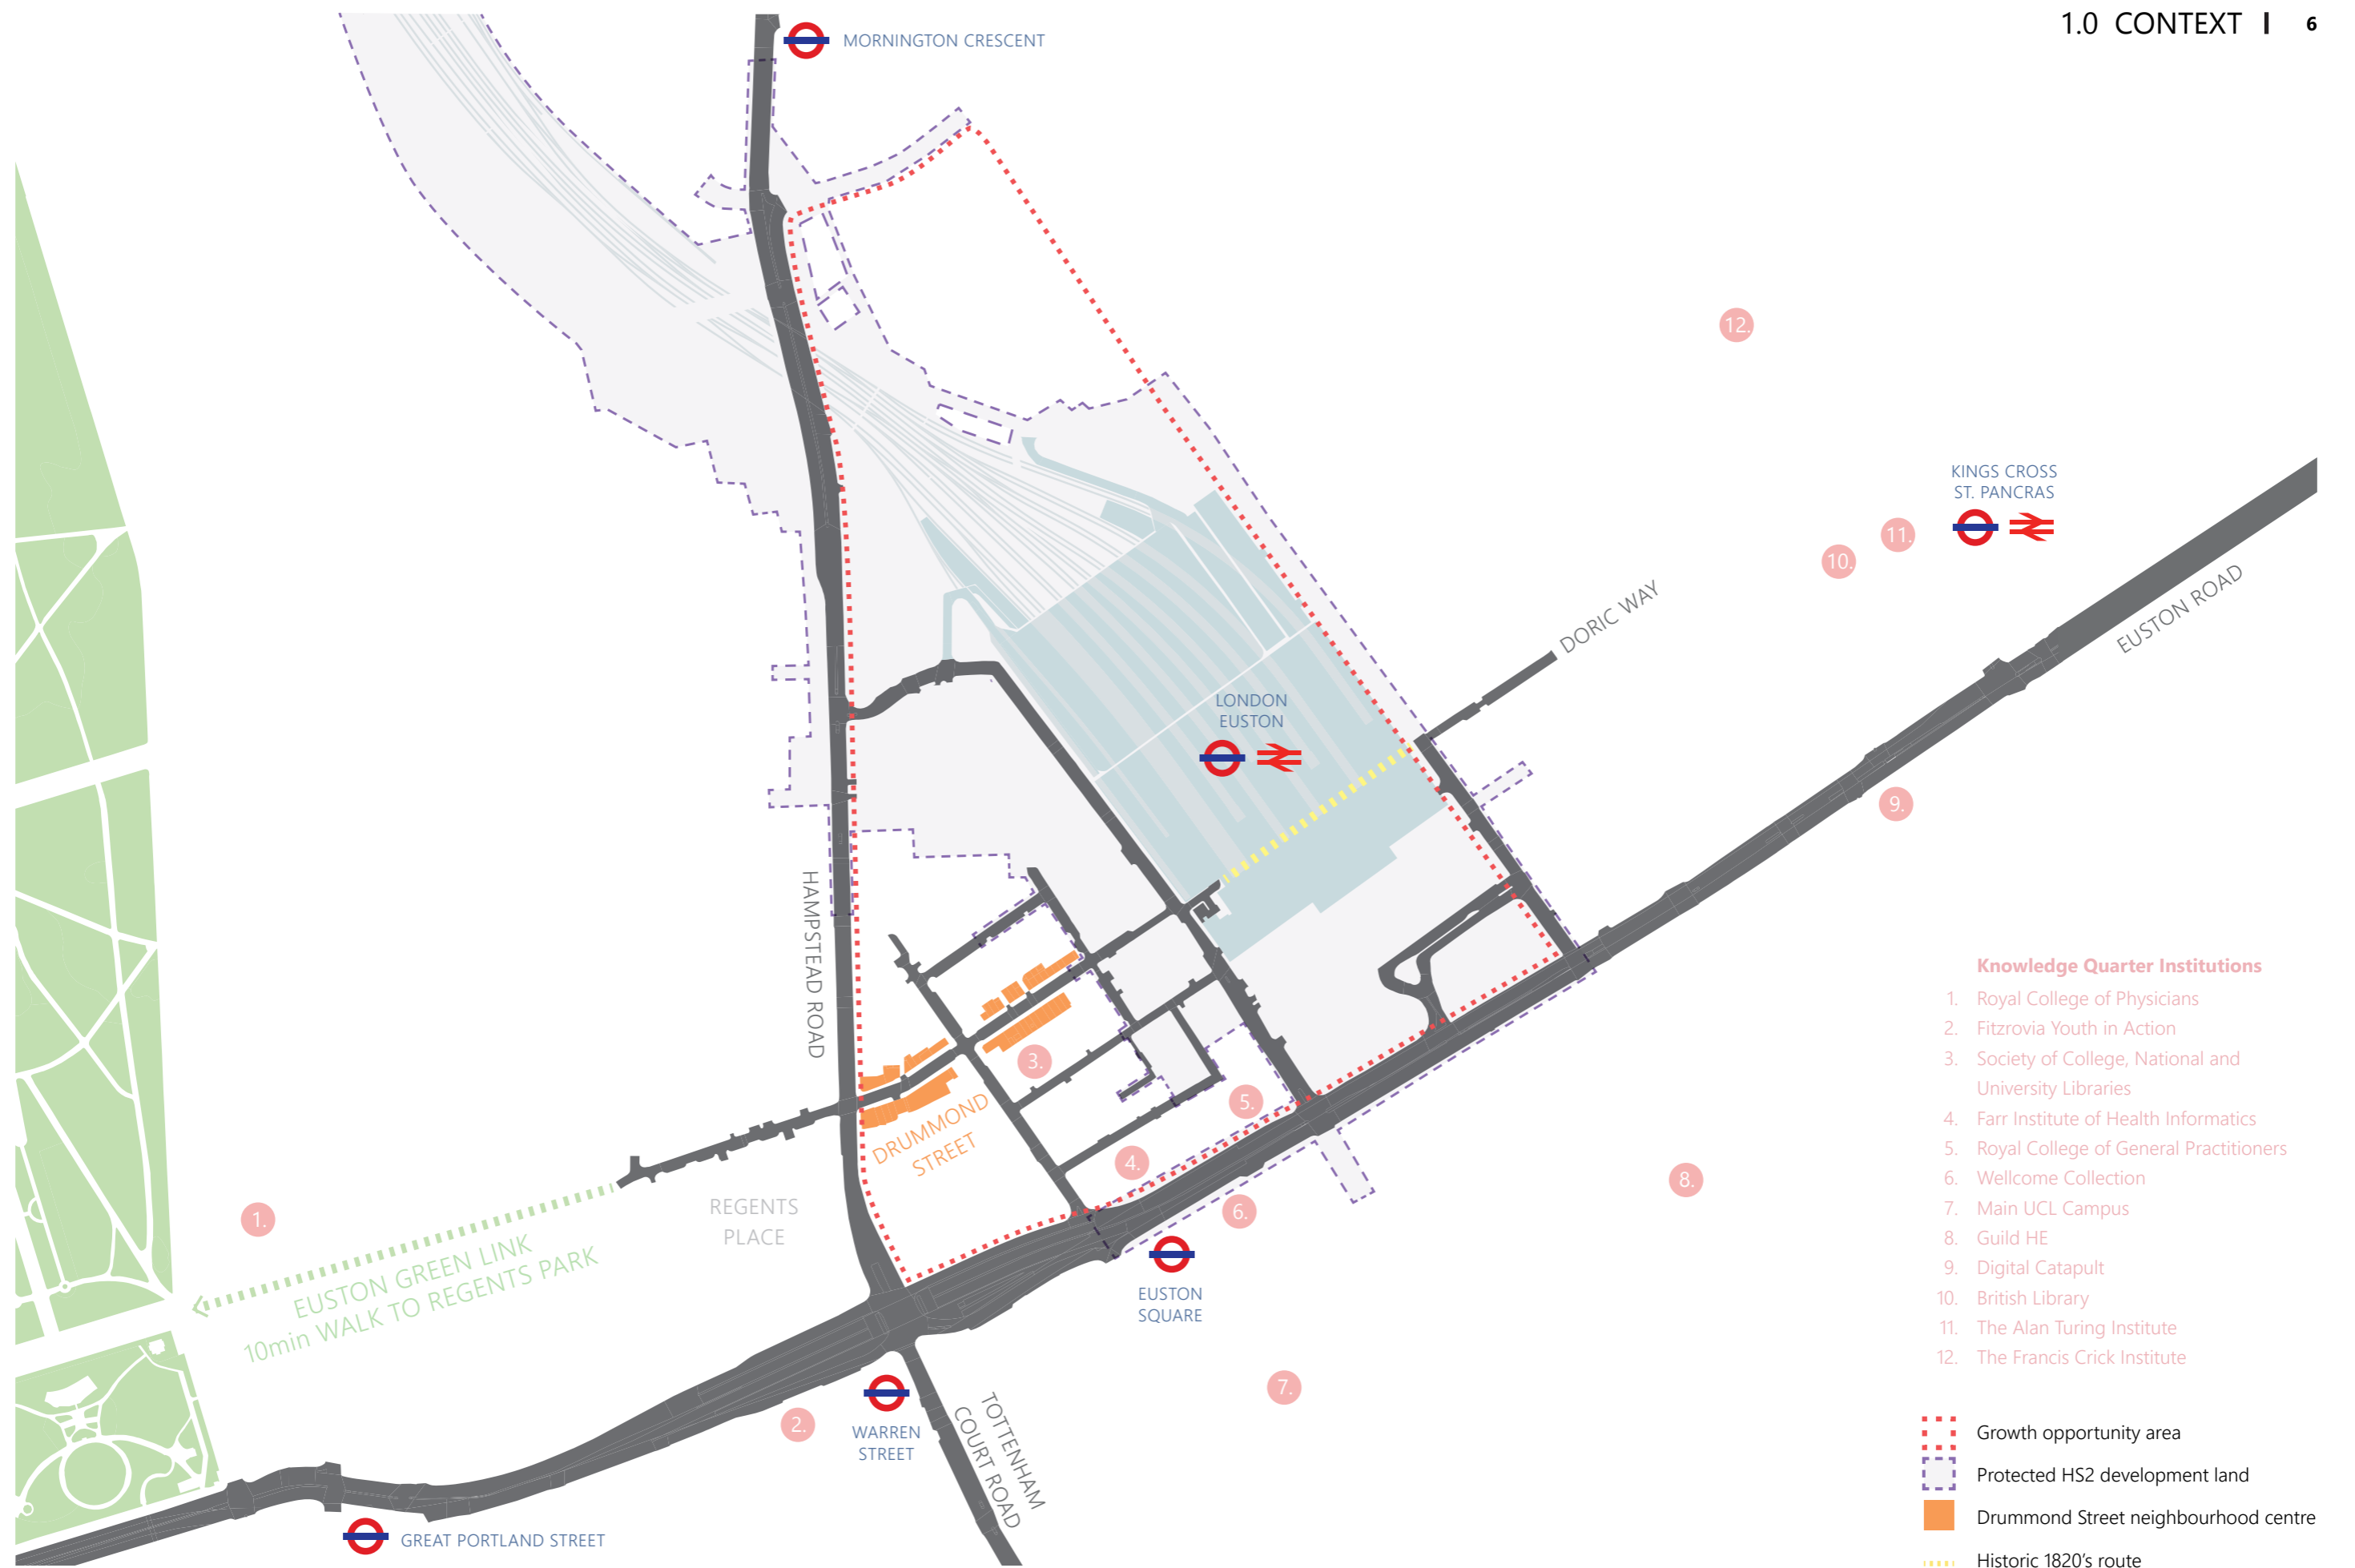 1.0 CONTEXT | 6
MORNINGTON CRESCENT
12.
KINGS CROSS
ST. PANCRAS
11.
10.
EUSTON ROAD
DORIC WAY
LONDON
EUSTON
9.
HAMPSTEAD ROAD
3.
DRUMMOND
STREET
5.
4.
8.
6.
REGENTS
PLACE
1.
EUSTON GREEN LINK
10min WALK TO REGENTS PARK
EUSTON
SQUARE
7.
2.
WARREN
STREET
TOTTENHAM
COURT ROAD
GREAT PORTLAND STREET
Knowledge Quarter Institutions
1. Royal College of Physicians
2. Fitzrovia Youth in Action
3. Society of College, National and
University Libraries
4. Farr Institute of Health Informatics
5. Royal College of General Practitioners
6. Wellcome Collection
7. Main UCL Campus
8. Guild HE
9. Digital Catapult
10. British Library
11. The Alan Turing Institute
12. The Francis Crick Institute
Growth opportunity area
Protected HS2 development land
Drummond Street neighbourhood centre
Historic 1820's route